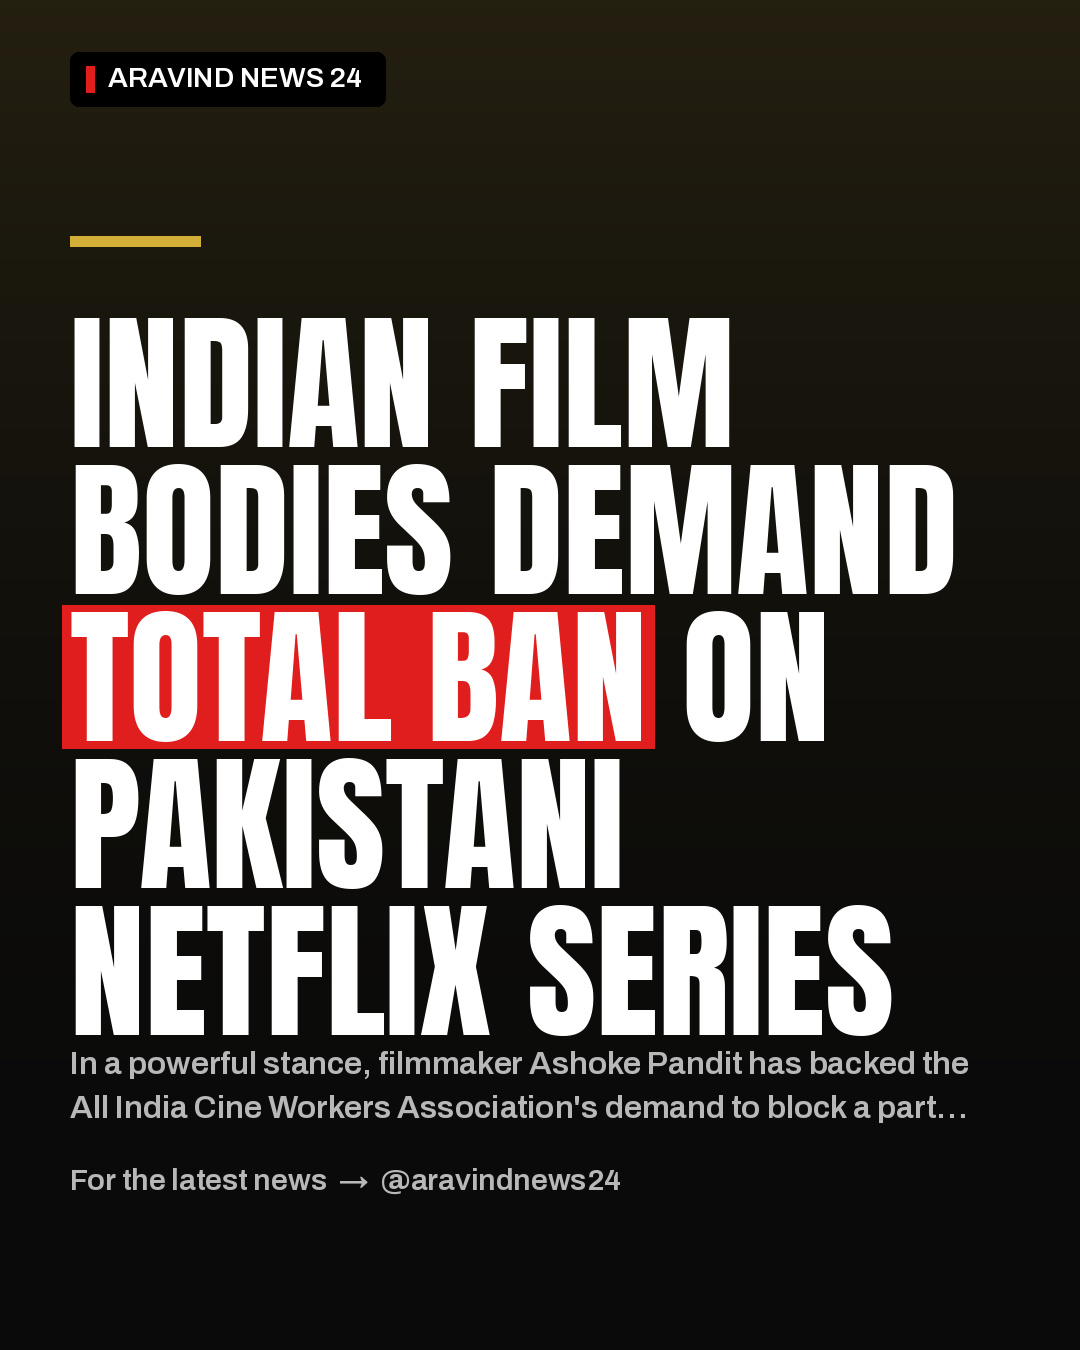 ARAVIND NEWS 24
INDIAN FILM
BODIES DEMAND
TOTAL BAN ON
PAKISTANI
NETFLIX SERIES
In a powerful stance, filmmaker Ashoke Pandit has backed the
All India Cine Workers Association's demand to block a part...
For the latest news → @aravindnews24